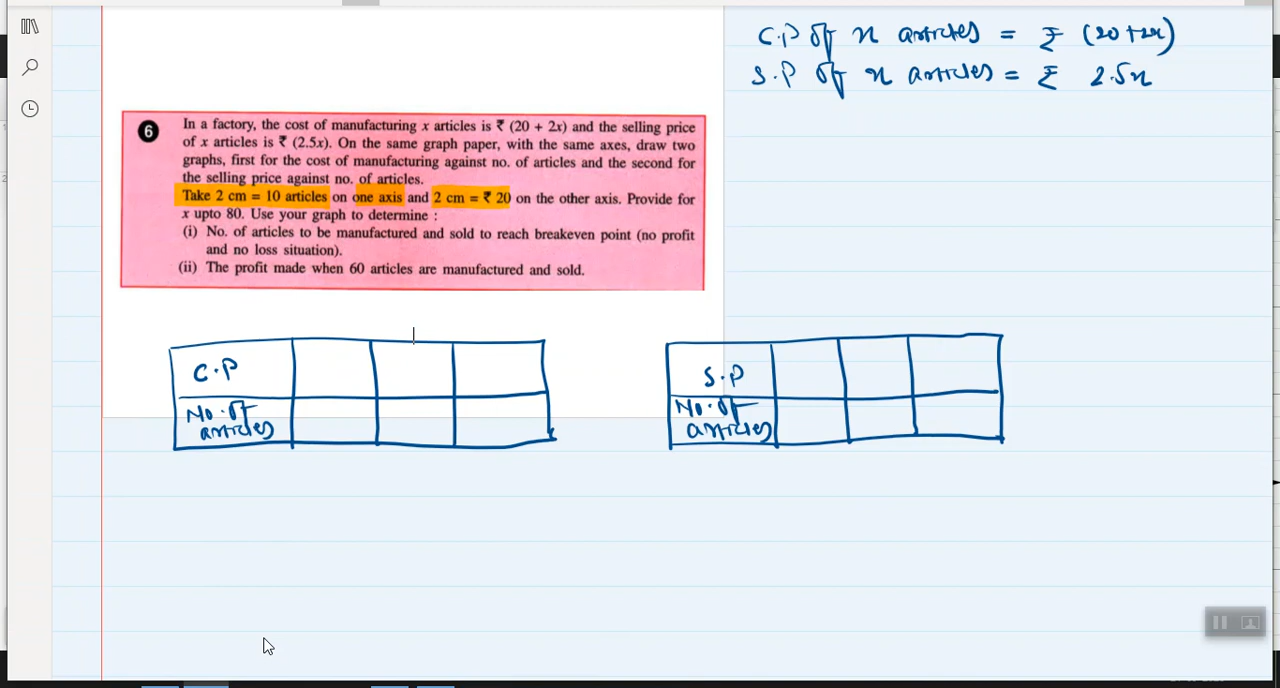 C.P of x articles = ₹ (20 + 2x)
S.P of x articles = ₹ 2.5x
6
In a factory, the cost of manufacturing x articles is ₹ (20 + 2x) and the selling price
of x articles is ₹ (2.5x). On the same graph paper, with the same axes, draw two
graphs, first for the cost of manufacturing against no. of articles and the second for
the selling price against no. of articles.
Take 2 cm = 10 articles on one axis and 2 cm = ₹ 20 on the other axis. Provide for
x upto 80. Use your graph to determine :
(i) No. of articles to be manufactured and sold to reach breakeven point (no profit
and no loss situation).
(ii) The profit made when 60 articles are manufactured and sold.
C.P
No. of
articles
S.P
No. of
articles